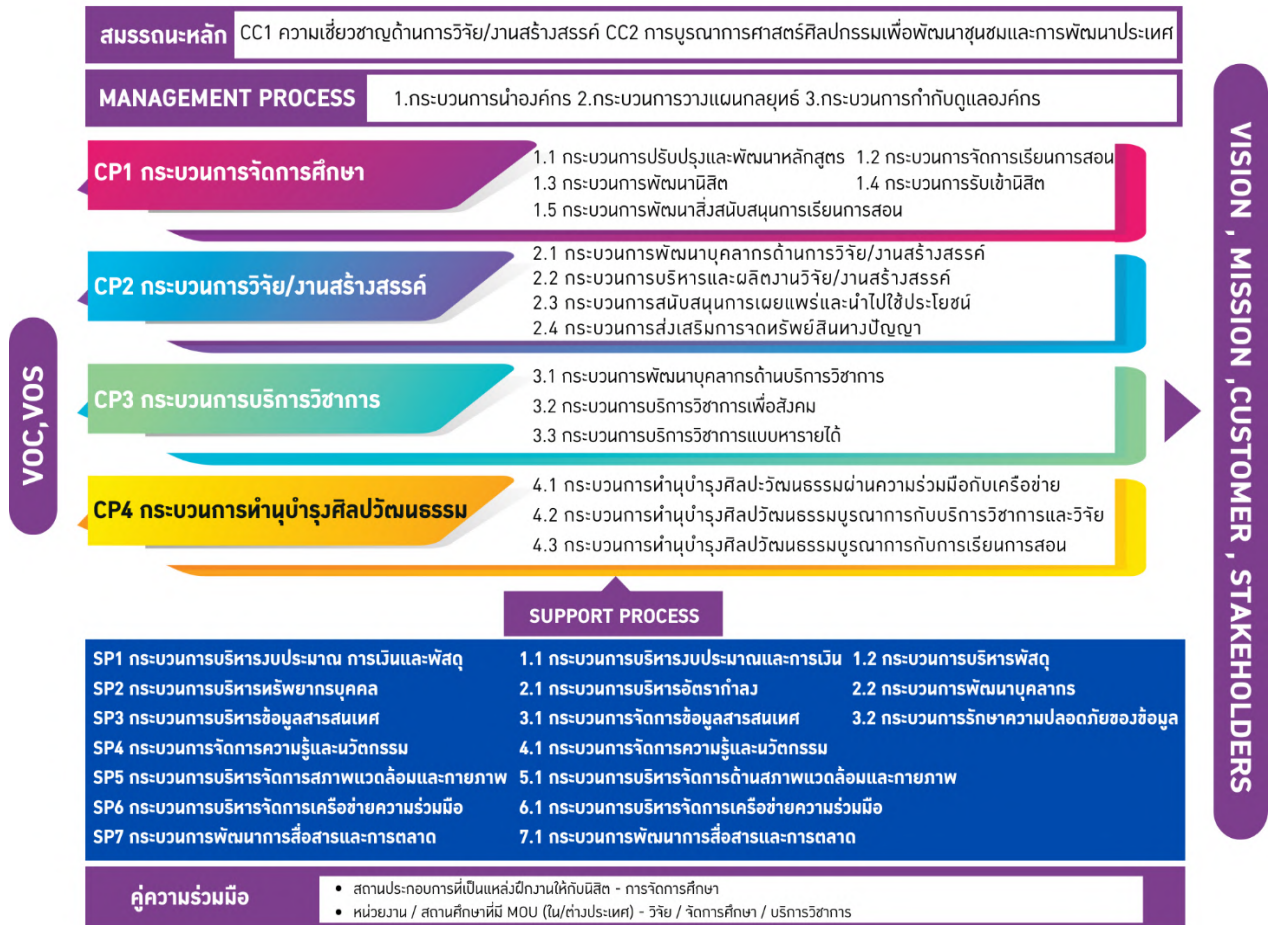 สมรรถนะหลัก CC1 ความเชี่ยวชาญด้านการวิจัย/งานสร้างสรรค์ CC2 การบูรณาการศาสตร์ศิลปกรรมเพื่อพัฒนาชุมชนและการพัฒนาประเทศ
MANAGEMENT PROCESS 1.กระบวนการนำองค์กร 2.กระบวนการวางแผนกลยุทธ์ 3.กระบวนการกำกับดูแลองค์กร
VOC,VOS
CP1 กระบวนการจัดการศึกษา
1.1 กระบวนการปรับปรุงและพัฒนาหลักสูตร 1.2 กระบวนการจัดการเรียนการสอน
1.3 กระบวนการพัฒนานิสิต 1.4 กระบวนการรับเข้านิสิต
1.5 กระบวนการพัฒนาสิ่งสนับสนุนการเรียนการสอน
CP2 กระบวนการวิจัย/งานสร้างสรรค์
2.1 กระบวนการพัฒนาบุคลากรด้านการวิจัย/งานสร้างสรรค์
2.2 กระบวนการบริหารและผลิตงานวิจัย/งานสร้างสรรค์
2.3 กระบวนการสนับสนุนการเผยแพร่และนำไปใช้ประโยชน์
2.4 กระบวนการส่งเสริมการจดทรัพย์สินทางปัญญา
CP3 กระบวนการบริการวิชาการ
3.1 กระบวนการพัฒนาบุคลากรด้านบริการวิชาการ
3.2 กระบวนการบริการวิชาการเพื่อสังคม
3.3 กระบวนการบริการวิชาการแบบหารายได้
CP4 กระบวนการทำนุบำรุงศิลปวัฒนธรรม
4.1 กระบวนการทำนุบำรุงศิลปะวัฒนธรรมผ่านความร่วมมือกับเครือข่าย
4.2 กระบวนการทำนุบำรุงศิลปวัฒนธรรมบูรณาการกับบริการวิชาการและวิจัย
4.3 กระบวนการทำนุบำรุงศิลปวัฒนธรรมบูรณาการกับการเรียนการสอน
VISION , MISSION ,CUSTOMER , STAKEHOLDERS
SUPPORT PROCESS
SP1 กระบวนการบริหารงบประมาณ การเงินและพัสดุ 1.1 กระบวนการบริหารงบประมาณและการเงิน 1.2 กระบวนการบริหารพัสดุ
SP2 กระบวนการบริหารทรัพยากรบุคคล 2.1 กระบวนการบริหารอัตรากำลง 2.2 กระบวนการพัฒนาบุคลากร
SP3 กระบวนการบริหารข้อมูลสารสนเทศ 3.1 กระบวนการจัดการข้อมูลสารสนเทศ 3.2 กระบวนการรักษาความปลอดภัยของข้อมูล
SP4 กระบวนการจัดการความรู้และนวัตกรรม 4.1 กระบวนการจัดการความรู้และนวัตกรรม
SP5 กระบวนการบริหารจัดการสภาพแวดล้อมและกายภาพ 5.1 กระบวนการบริหารจัดการด้านสภาพแวดล้อมและกายภาพ
SP6 กระบวนการบริหารจัดการเครือข่ายความร่วมมือ 6.1 กระบวนการบริหารจัดการเครือข่ายความร่วมมือ
SP7 กระบวนการพัฒนาการสื่อสารและการตลาด 7.1 กระบวนการพัฒนาการสื่อสารและการตลาด
คู่ความร่วมมือ
• สถานประกอบการที่เป็นแหล่งฝึกงานให้กับนิสิต - การจัดการศึกษา
• หน่วยงาน / สถานศึกษาที่มี MOU (ใน/ต่างประเทศ) - วิจัย / จัดการศึกษา / บริการวิชาการ